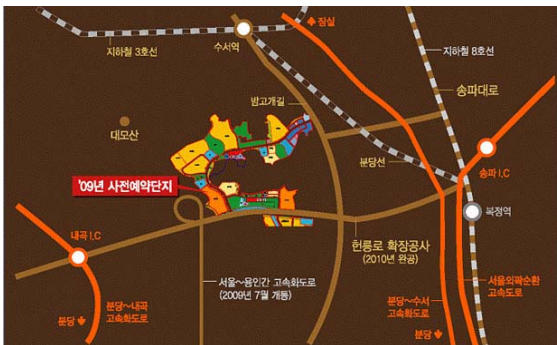 지하철 3호선
수서역
잠실
지하철 8호선
밤고개길
송파대로
대모산
분당선
송파 I.C
'09년 사전예약단지
복정역
내곡 I.C
헌릉로 확장공사
(2010년 완공)
서울~용인간 고속화도로
(2009년 7월 개통)
서울외곽순환
고속도로
분당~수서
고속화도로
분당~내곡
고속화도로
분당
분당